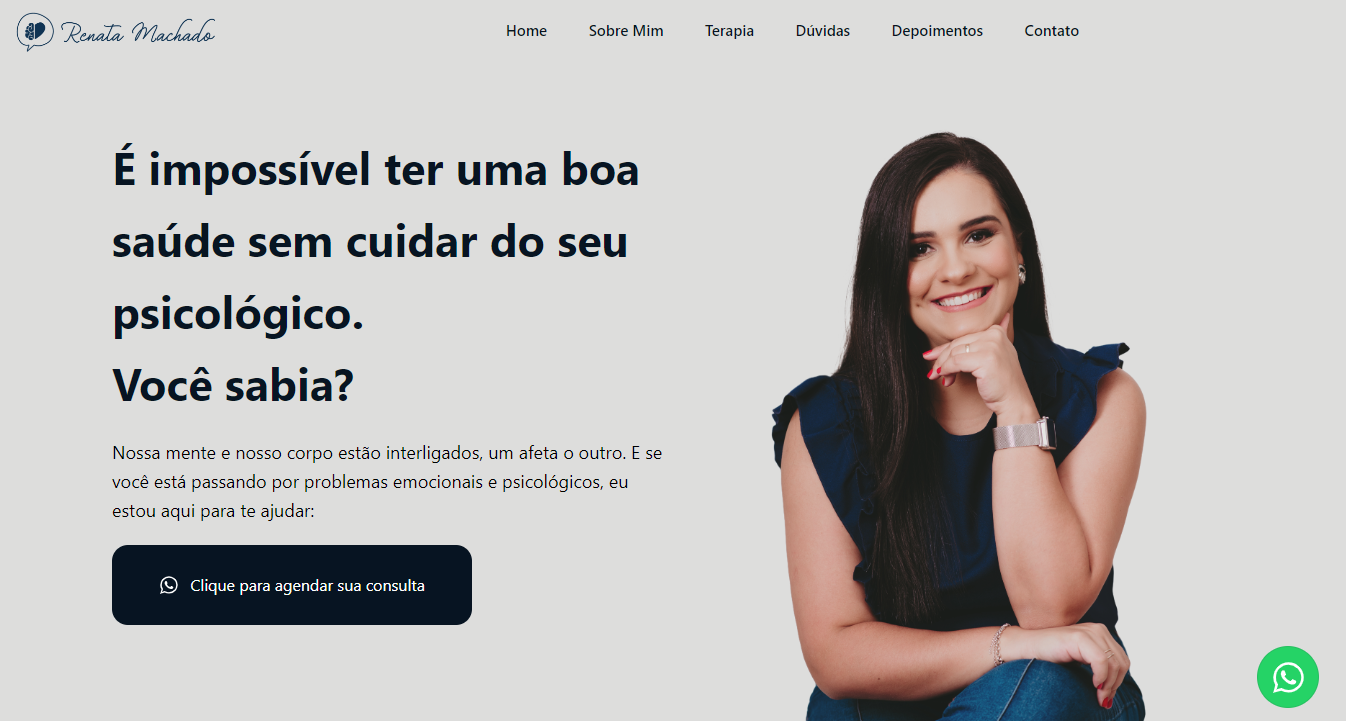 Renata Machado
Home
Sobre Mim
Terapia
Dúvidas
Depoimentos
Contato
É impossível ter uma boa
saúde sem cuidar do seu
psicológico.
Você sabia?
Nossa mente e nosso corpo estão interligados, um afeta o outro. E se
você está passando por problemas emocionais e psicológicos, eu
estou aqui para te ajudar:
Clique para agendar sua consulta